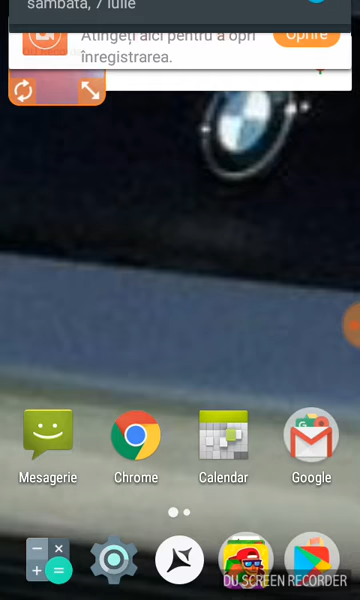 sâmbătă, 7 iulie
Atingeți aici pentru a opri
înregistrarea.
Oprire
Mesagerie
Chrome
Calendar
Google
DU SCREEN RECORDER